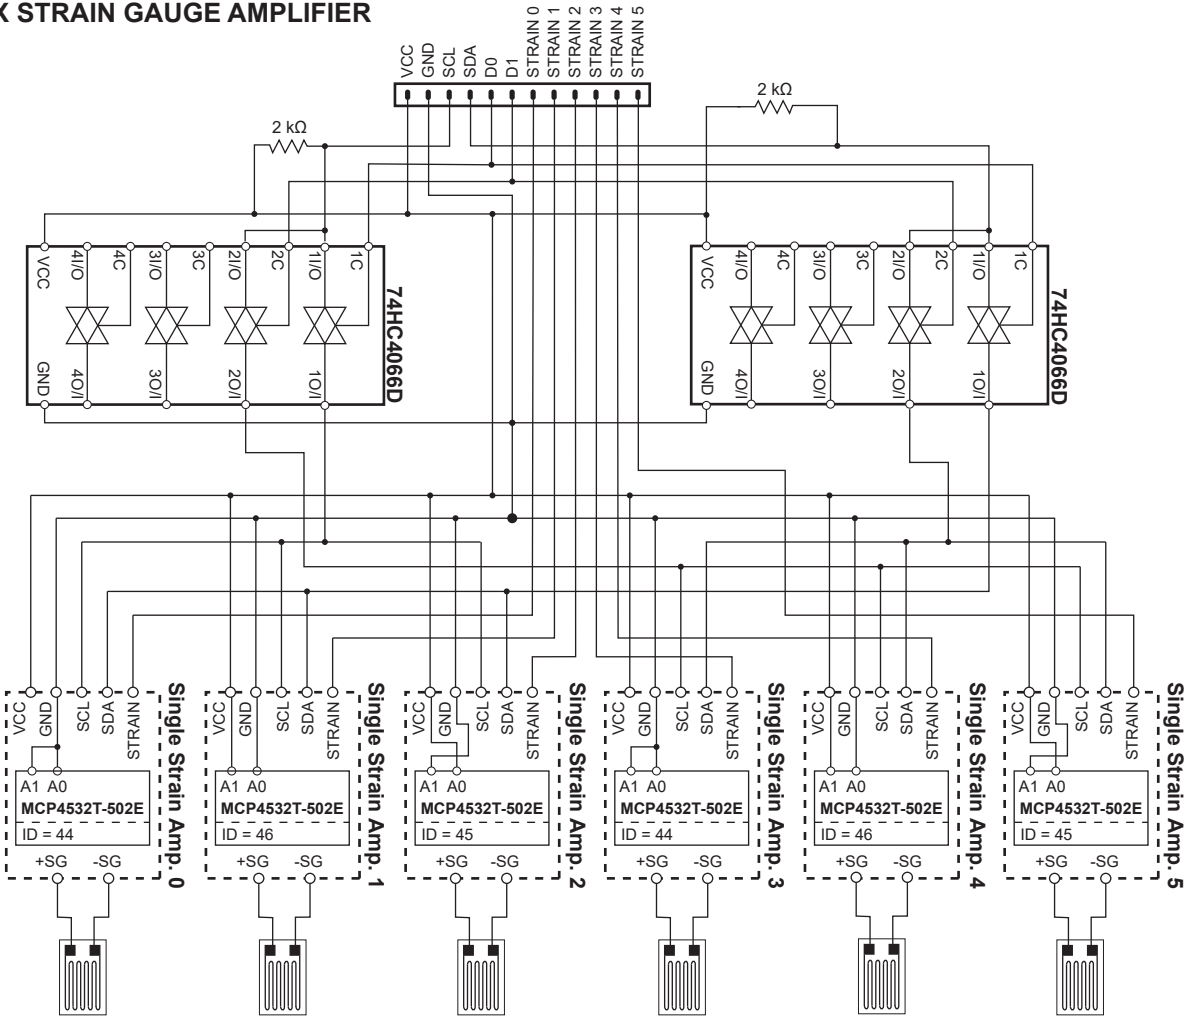 X STRAIN GAUGE AMPLIFIER
VCC
GND
SCL
SDA
D0
D1
STRAIN 0
STRAIN 1
STRAIN 2
STRAIN 3
STRAIN 4
STRAIN 5
2 kΩ
2 kΩ
VCC
4I/O
4C
3I/O
3C
2I/O
2C
1I/O
1C
GND
4O/I
3O/I
2O/I
1O/I
74HC4066D
VCC
4I/O
4C
3I/O
3C
2I/O
2C
1I/O
1C
GND
4O/I
3O/I
2O/I
1O/I
74HC4066D
VCC
GND
SCL
SDA
STRAIN
A1 A0
MCP4532T-502E
ID = 44
+SG -SG
Single Strain Amp. 0
VCC
GND
SCL
SDA
STRAIN
A1 A0
MCP4532T-502E
ID = 46
+SG -SG
Single Strain Amp. 1
VCC
GND
SCL
SDA
STRAIN
A1 A0
MCP4532T-502E
ID = 45
+SG -SG
Single Strain Amp. 2
VCC
GND
SCL
SDA
STRAIN
A1 A0
MCP4532T-502E
ID = 44
+SG -SG
Single Strain Amp. 3
VCC
GND
SCL
SDA
STRAIN
A1 A0
MCP4532T-502E
ID = 46
+SG -SG
Single Strain Amp. 4
VCC
GND
SCL
SDA
STRAIN
A1 A0
MCP4532T-502E
ID = 45
+SG -SG
Single Strain Amp. 5